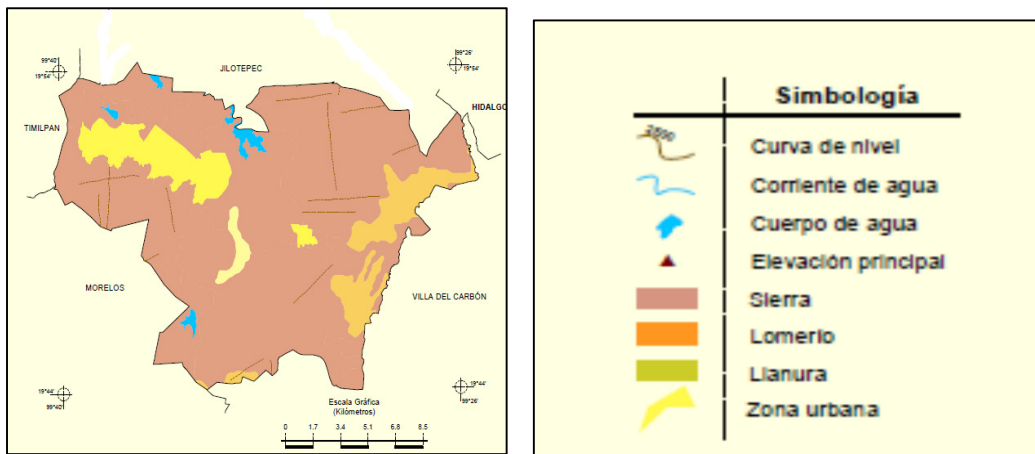 99°40'
19°54'
JILOTEPEC
99°26'
19°54'
HIDALGO
TIMILPAN
MORELOS
VILLA DEL CARBÓN
19°44'
99°40'
19°44'
99°26'
Escala Gráfica
(Kilómetros)
0 1.7 3.4 5.1 6.8 8.5
Simbología
Curva de nivel
Corriente de agua
Cuerpo de agua
Elevación principal
Sierra
Lomerío
Llanura
Zona urbana